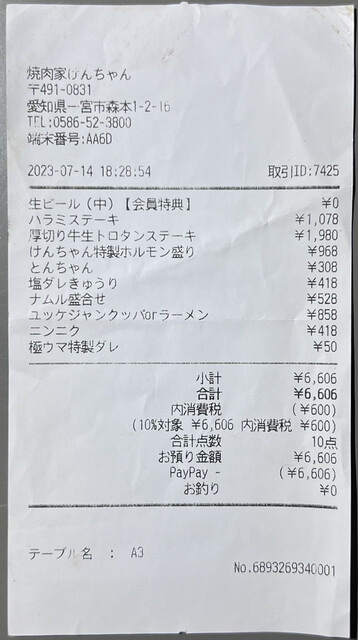 焼肉家げんちゃん
〒491-0831
愛知県一宮市森本1-2-16
TEL:0586-52-3800
端末番号:AA6D
2023-07-14 18:28:54 取引ID:7425
生ビール（中）【会員特典】 ¥0
ハラミステーキ ¥1,078
厚切り牛生トロタンステーキ ¥1,980
けんちゃん特製ホルモン盛り ¥968
とんちゃん ¥308
塩ダレきゅうり ¥418
ナムル盛合せ ¥528
ユッケジャンクッパorラーメン ¥858
ニンニク ¥418
極ウマ特製ダレ ¥50
小計 ¥6,606
合計 ¥6,606
内消費税 (¥600)
(10%対象 ¥6,606 内消費税 ¥600)
合計点数 10点
お預り金額 ¥6,606
PayPay - (¥6,606)
お釣り ¥0
テーブル名 : A3
No.6893269340001